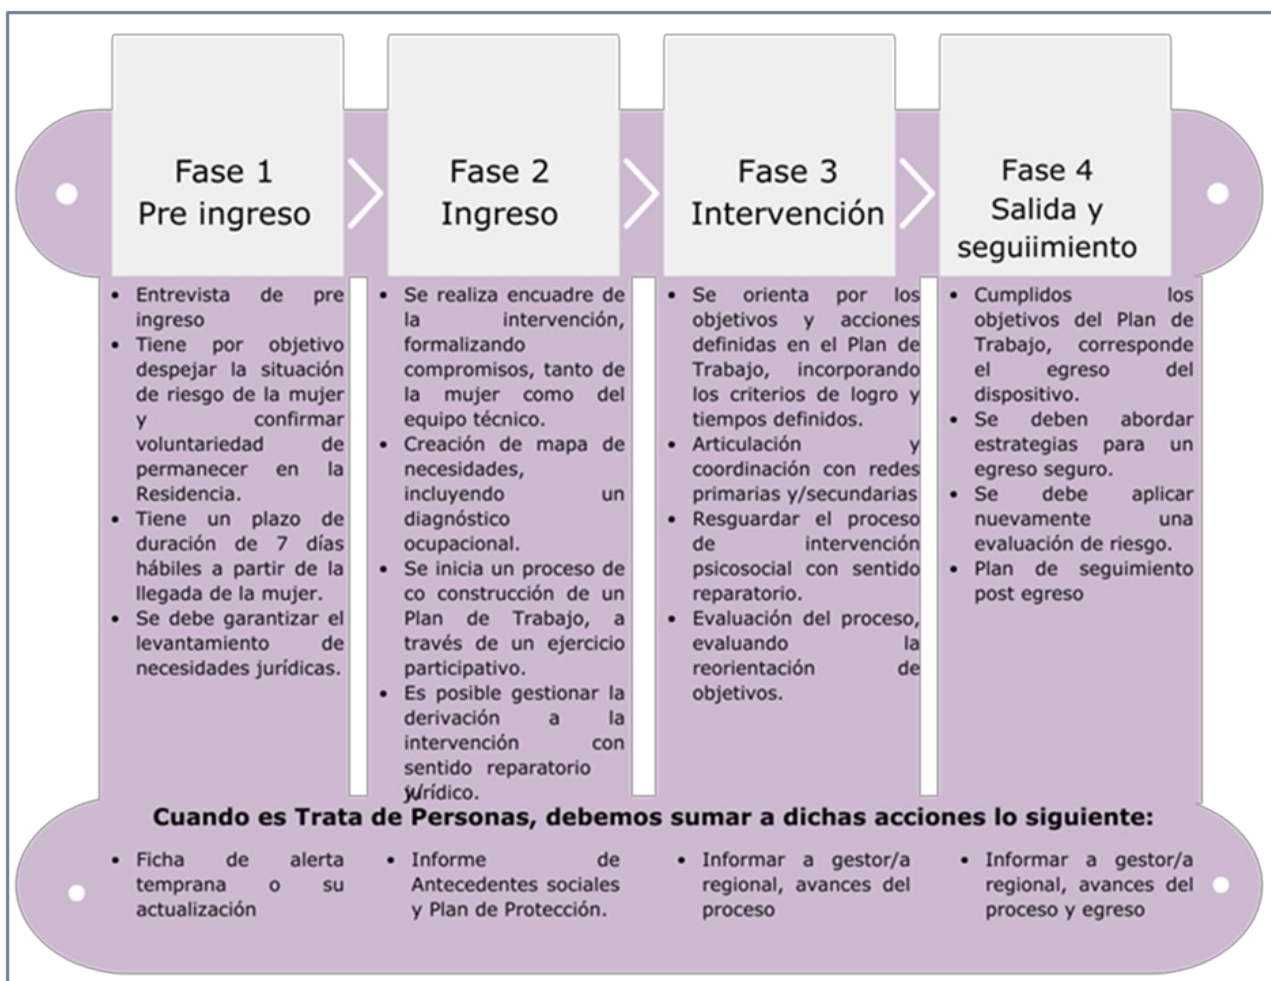 Fase 1
Pre ingreso
Fase 2
Ingreso
Fase 3
Intervención
Fase 4
Salida y
seguiimiento
• Entrevista de pre
ingreso
• Tiene por objetivo
despejar la situación
de riesgo de la mujer
y confirmar
voluntariedad de
permanecer en la
Residencia.
• Tiene un plazo de
duración de 7 días
hábiles a partir de la
llegada de la mujer.
• Se debe garantizar el
levantamiento de
necesidades jurídicas.
• Se realiza encuadre de
la intervención,
formalizando
compromisos, tanto de
la mujer como del
equipo técnico.
• Creación de mapa de
necesidades,
incluyendo un
diagnóstico
ocupacional.
• Se inicia un proceso de
co construcción de un
Plan de Trabajo, a
través de un ejercicio
participativo.
• Es posible gestionar la
derivación a la
intervención con
sentido reparatorio
y/
jurídico.
• Se orienta por los
objetivos y acciones
definidas en el Plan de
Trabajo, incorporando
los criterios de logro y
tiempos definidos.
• Articulación y
coordinación con redes
primarias y/secundarias
• Resguardar el proceso
de intervención
psicosocial con sentido
reparatorio.
• Evaluación del proceso,
evaluando la
reorientación de
objetivos.
• Cumplidos los
objetivos del Plan de
Trabajo, corresponde
el egreso del
dispositivo.
• Se deben abordar
estrategias para un
egreso seguro.
• Se debe aplicar
nuevamente una
evaluación de riesgo.
• Plan de seguimiento
post egreso
Cuando es Trata de Personas, debemos sumar a dichas acciones lo siguiente:
• Ficha de alerta
temprana o su
actualización
• Informe de
Antecedentes sociales
y Plan de Protección.
• Informar a gestor/a
regional, avances del
proceso
• Informar a gestor/a
regional, avances del
proceso y egreso